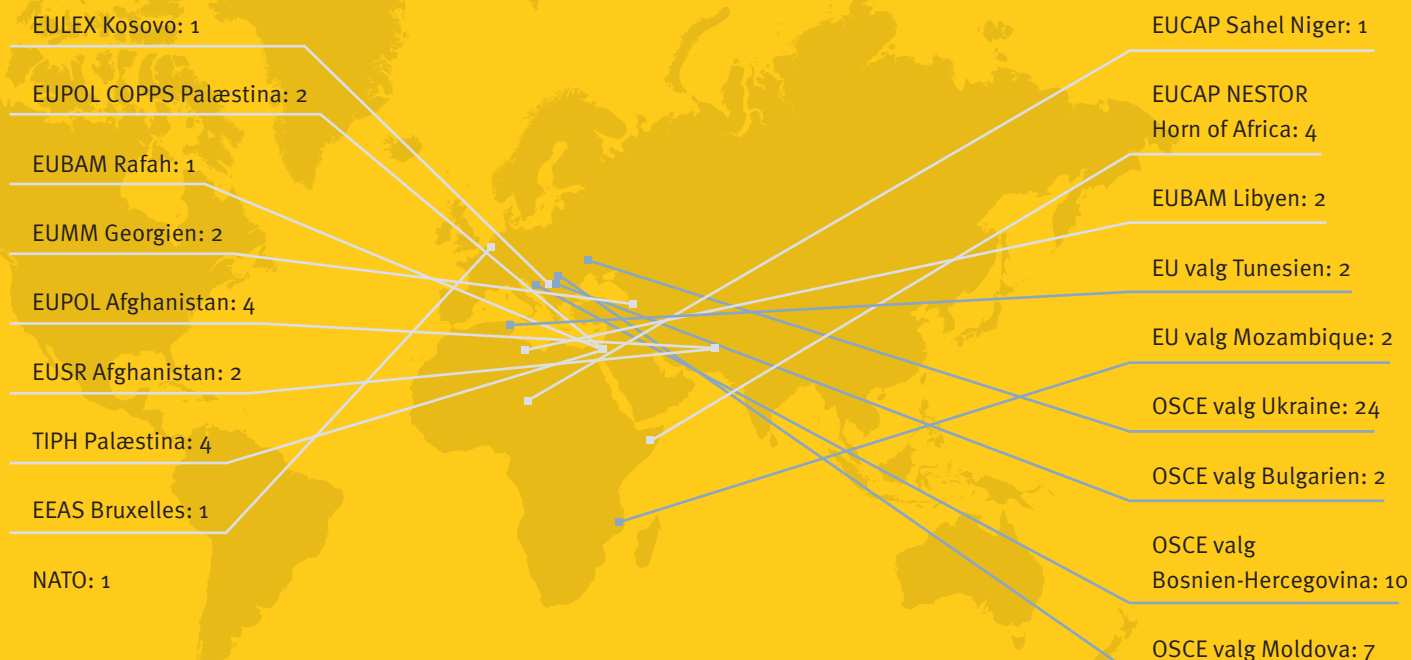 EULEX Kosovo: 1
EUPOL COPPS Palæstina: 2
EUBAM Rafah: 1
EUMM Georgien: 2
EUPOL Afghanistan: 4
EUSR Afghanistan: 2
TIPH Palæstina: 4
EEAS Bruxelles: 1
NATO: 1
EUCAP Sahel Niger: 1
EUCAP NESTOR
Horn of Africa: 4
EUBAM Libyen: 2
EU valg Tunesien: 2
EU valg Mozambique: 2
OSCE valg Ukraine: 24
OSCE valg Bulgarien: 2
OSCE valg
Bosnien-Hercegovina: 10
OSCE valg Moldova: 7